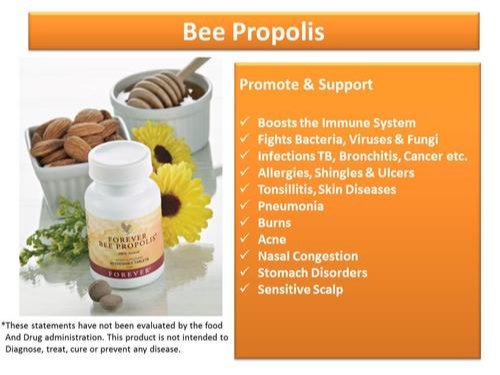 Bee Propolis
Promote & Support
✓ Boosts the Immune System
✓ Fights Bacteria, Viruses & Fungi
✓ Infections TB, Bronchitis, Cancer etc.
✓ Allergies, Shingles & Ulcers
✓ Tonsillitis, Skin Diseases
✓ Pneumonia
✓ Burns
✓ Acne
✓ Nasal Congestion
✓ Stomach Disorders
✓ Sensitive Scalp
FOREVER
BEE PROPOLIS
FOREVER
*These statements have not been evaluated by the food
And Drug administration. This product is not intended to
Diagnose, treat, cure or prevent any disease.